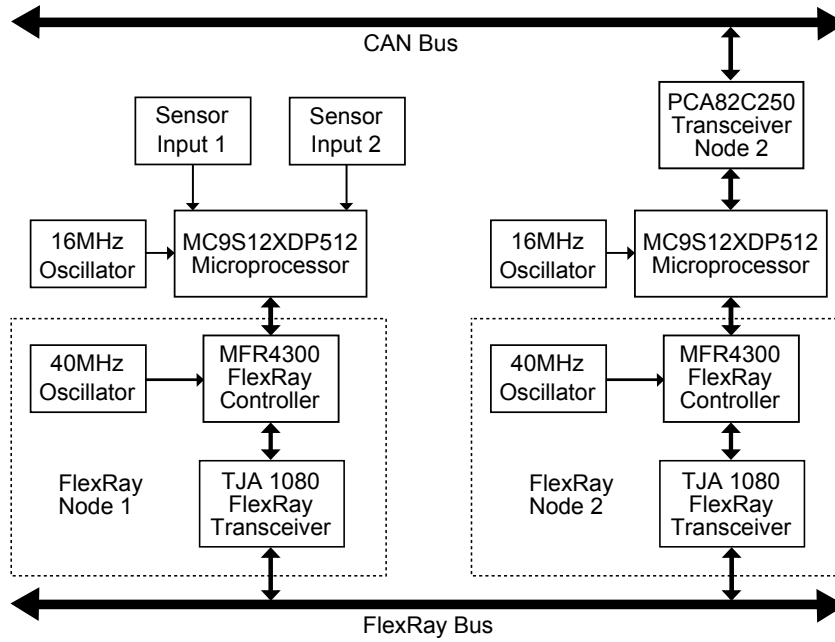 CAN Bus
Sensor
Input 1
Sensor
Input 2
PCA82C250
Transceiver
Node 2
16MHz
Oscillator
MC9S12XDP512
Microprocessor
16MHz
Oscillator
MC9S12XDP512
Microprocessor
40MHz
Oscillator
MFR4300
FlexRay
Controller
40MHz
Oscillator
MFR4300
FlexRay
Controller
FlexRay
Node 1
TJA 1080
FlexRay
Transceiver
FlexRay
Node 2
TJA 1080
FlexRay
Transceiver
FlexRay Bus